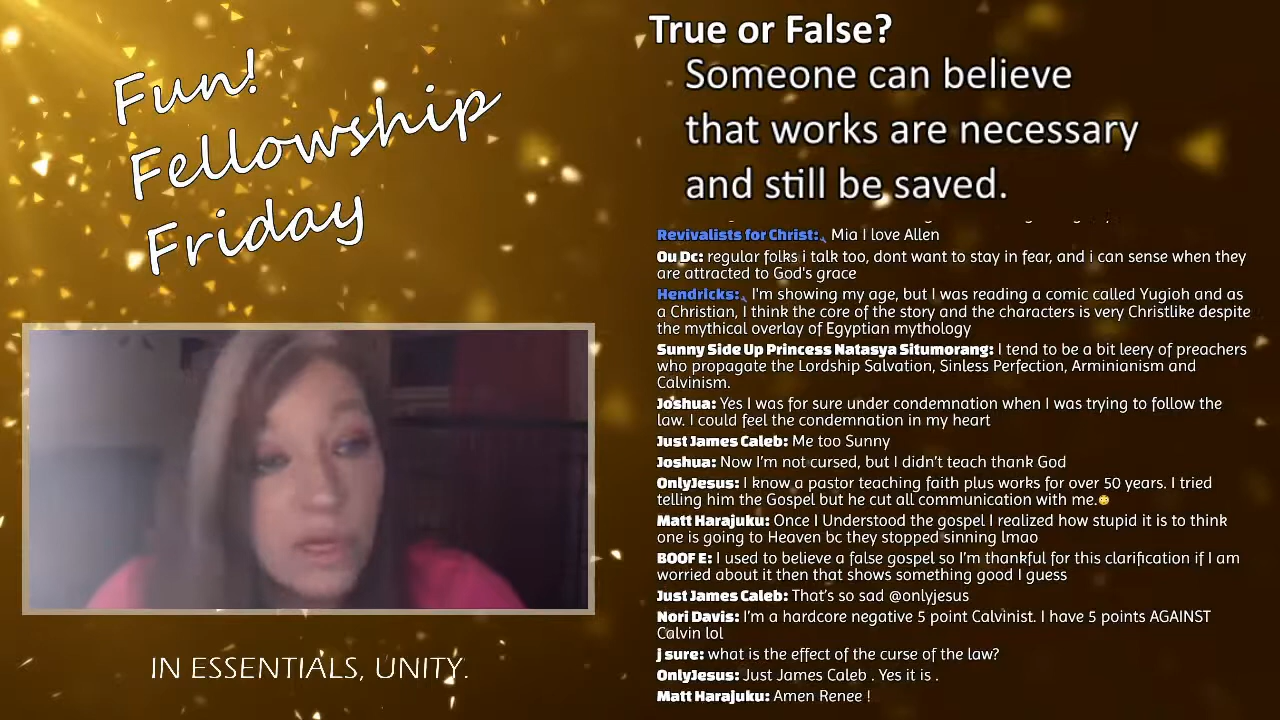 Fun!
Fellowship
Friday
True or False?
Someone can believe
that works are necessary
and still be saved.
Revivalists for Christ: Mia I love Allen
Ou Dc: regular folks i talk too, dont want to stay in fear, and i can sense when they
are attracted to God's grace
Hendricks: I'm showing my age, but I was reading a comic called Yugioh and as
a Christian, I think the core of the story and the characters is very Christlike despite
the mythical overlay of Egyptian mythology
Sunny Side Up Princess Natasya Situmorang: I tend to be a bit leery of preachers
who propagate the Lordship Salvation, Sinless Perfection, Arminianism and
Calvinism.
Joshua: Yes I was for sure under condemnation when I was trying to follow the
law. I could feel the condemnation in my heart
Just James Caleb: Me too Sunny
Joshua: Now I'm not cursed, but I didn't teach thank God
OnlyJesus: I know a pastor teaching faith plus works for over 50 years. I tried
telling him the Gospel but he cut all communication with me.
Matt Harajuku: Once I Understood the gospel I realized how stupid it is to think
one is going to Heaven bc they stopped sinning lmao
BOOF E: I used to believe a false gospel so I'm thankful for this clarification if I am
worried about it then that shows something good I guess
Just James Caleb: That's so sad @onlyjesus
Nori Davis: I'm a hardcore negative 5 point Calvinist. I have 5 points AGAINST
Calvin lol
j sure: what is the effect of the curse of the law?
OnlyJesus: Just James Caleb . Yes it is .
Matt Harajuku: Amen Renee !
IN ESSENTIALS, UNITY.